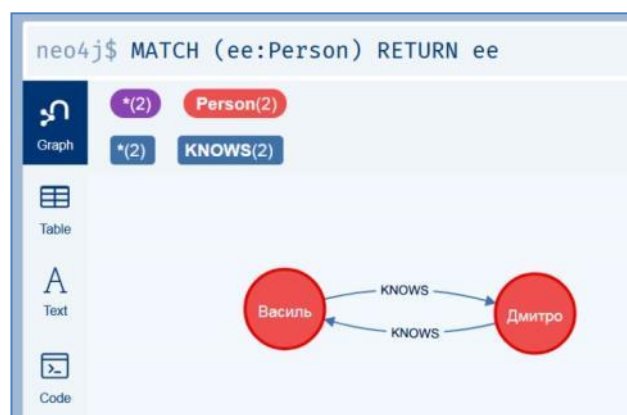 neo4j$ MATCH (ee:Person) RETURN ee
*(2) Person(2)
Graph
*(2) KNOWS(2)
Table
KNOWS
Text
Василь
Дмитро
KNOWS
Code